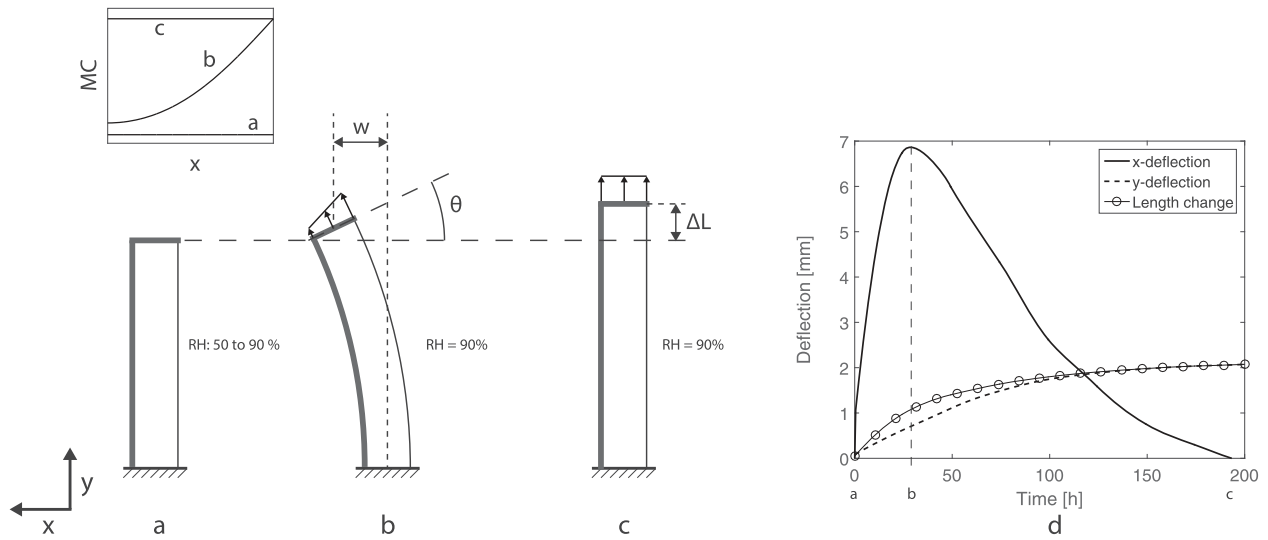 c
b
a
MC
x
w
θ
ΔL
RH: 50 to 90 %
RH = 90%
RH = 90%
y
x
a
b
c
7
6
5
4
3
2
1
0
Deflection [mm]
x-deflection
y-deflection
Length change
0
50
100
150
200
a
b
c
Time [h]
d